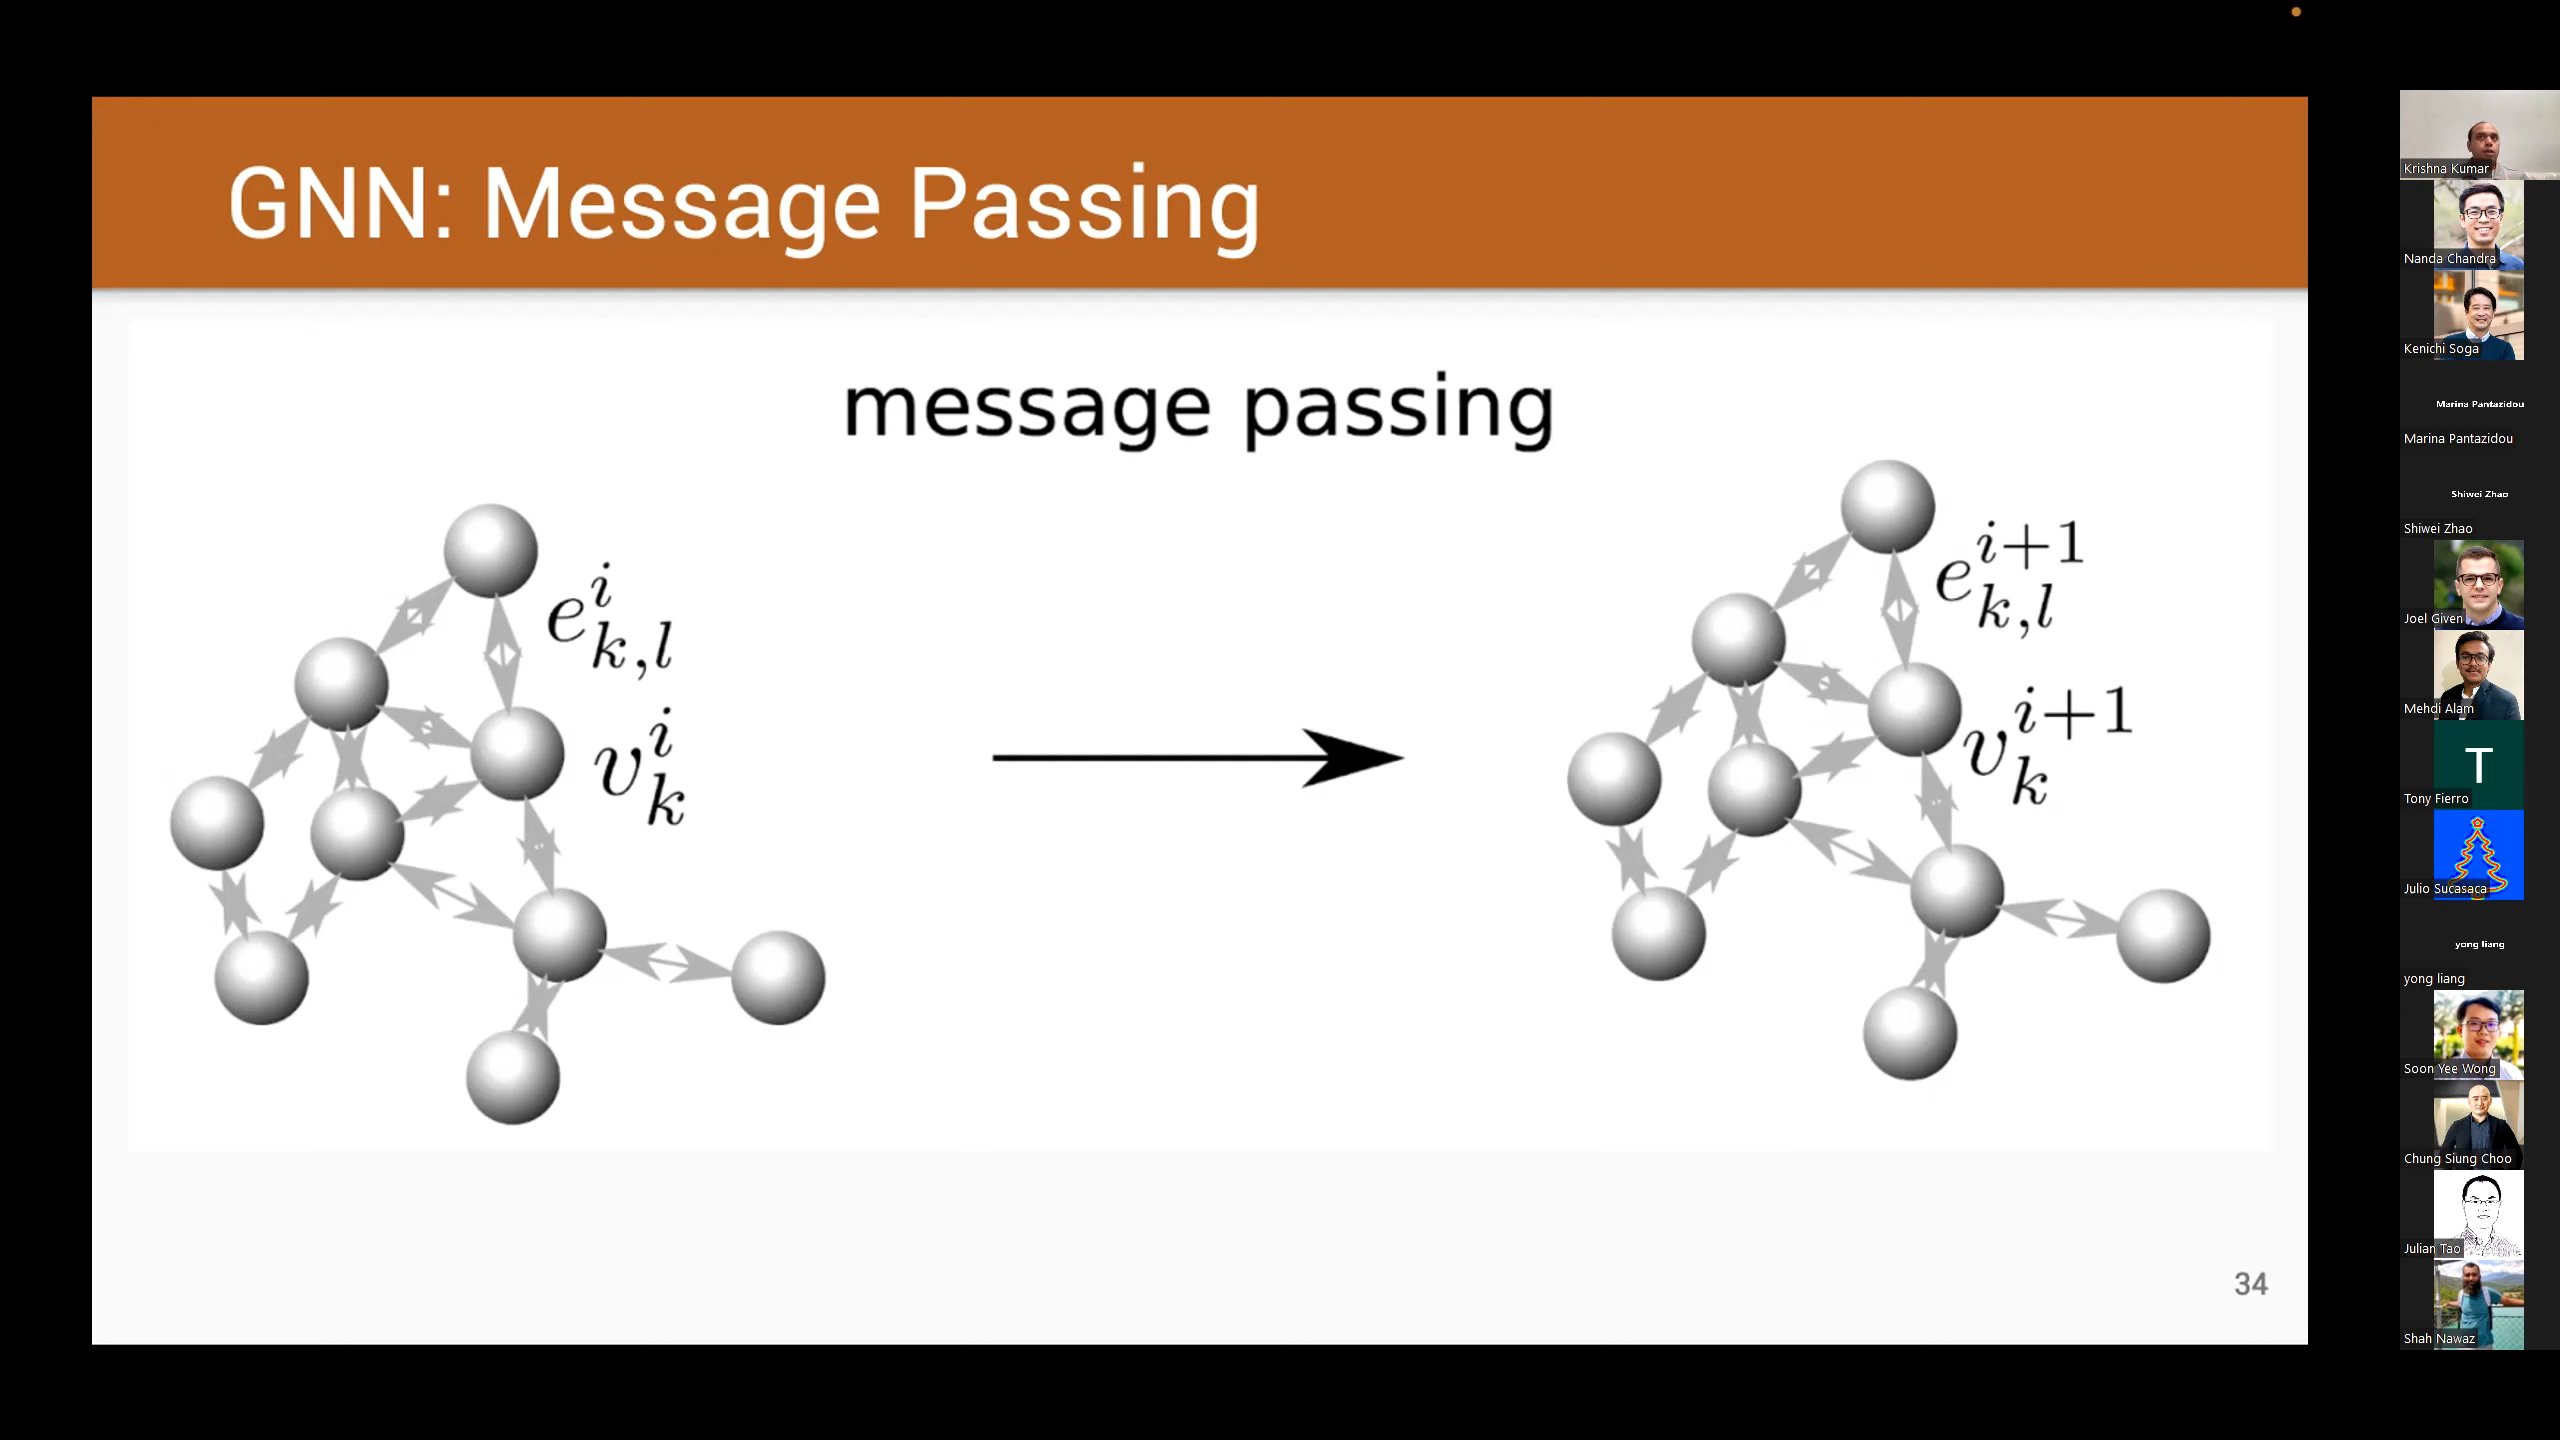 GNN: Message Passing
message passing
e^i_{k,l}
v^i_k
e^{i+1}_{k,l}
v^{i+1}_k
34
Krishna Kumar
Nanda Chandra
Kenichi Soga
Marina Pantazidou
Marina Pantazidou
Shiwei Zhao
Shiwei Zhao
Joel Given
Mehdi Alam
T
Tony Fierro
Julio Sucasaca
yong liang
yong liang
Soon Yee Wong
Chung Siung Choo
Julian Tao
Shah Nawaz